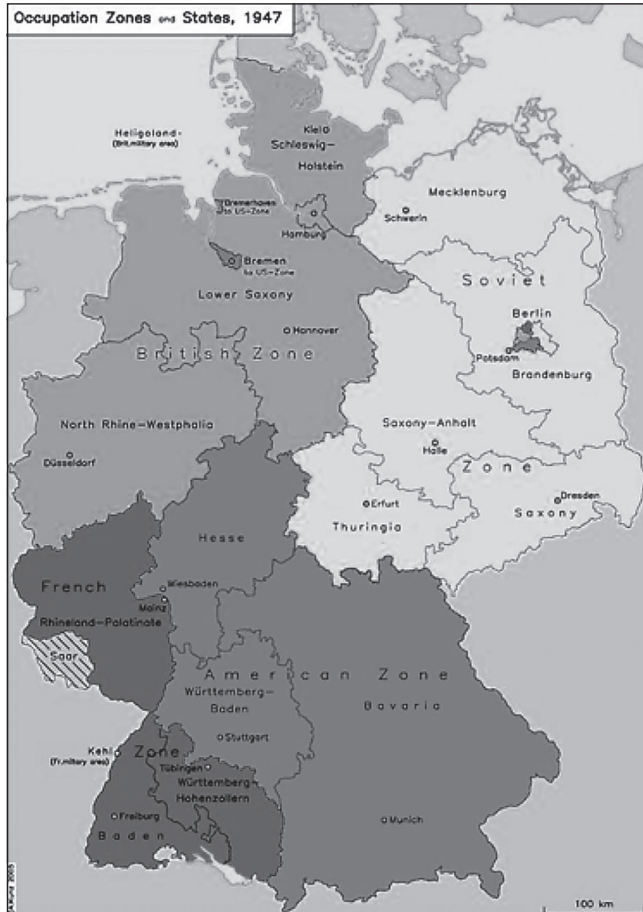 Occupation Zones and States, 1947
Kiel
Schleswig-
Holstein
Heligoland-
(Brit.military area)
Mecklenburg
Schwerin
Bremerhaven
to US-Zone
Hamburg
Bremen
to US-Zone
Soviet
Lower Saxony
Berlin
Hannover
Potsdam
British Zone
Brandenburg
North Rhine-Westphalia
Saxony-Anhalt
Halle
Düsseldorf
Zone
Dresden
Erfurt
Saxony
Thuringia
Hesse
French
Wiesbaden
Mainz
Rhineland-Palatinate
Saar
American Zone
Württemberg-
Baden
Bavaria
Stuttgart
Kehl
(Fr.military area)
Zone
Tübingen
Württemberg-
Hohenzollern
Freiburg
Baden
Munich
A.Kunz 2005
100 km